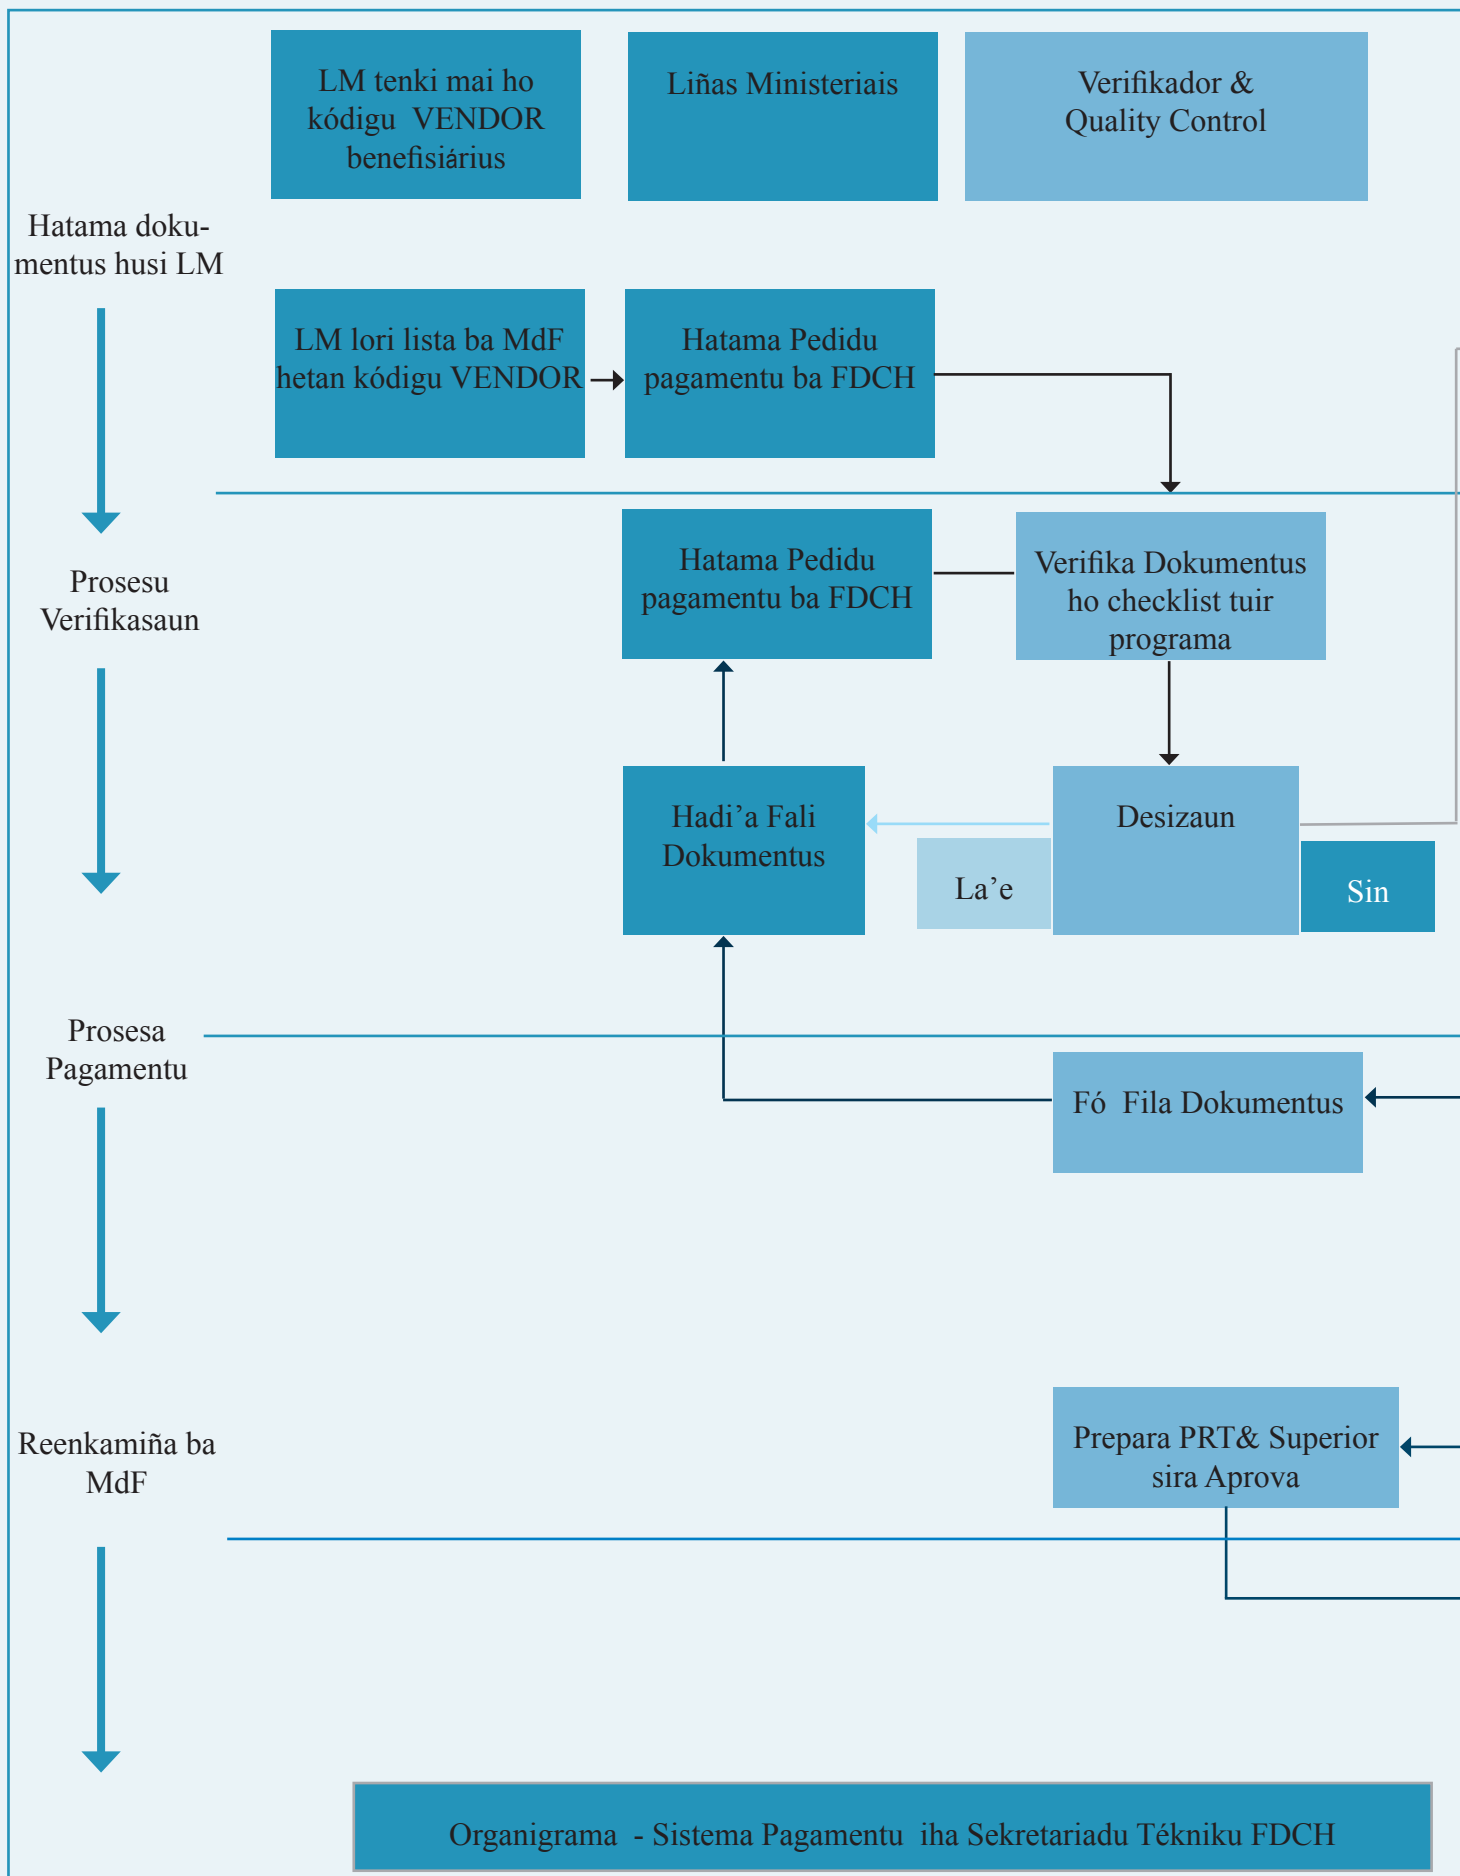 LM tenki mai ho
kódigu VENDOR
benefisiárius
Liñas Ministeriais
Verifikador &
Quality Control
Hatama doku-
mentus husi LM
LM lori lista ba MdF
hetan kódigu VENDOR
Hatama Pedidu
pagamentu ba FDCH
Prosesu
Verifikasaun
Hatama Pedidu
pagamentu ba FDCH
Verifika Dokumentus
ho checklist tuir
programa
Hadi’a Fali
Dokumentus
La’e
Desizaun
Sin
Prosesa
Pagamentu
Fó Fila Dokumentus
Reenkamiña ba
MdF
Prepara PRT& Superior
sira Aprova
Organigrama - Sistema Pagamentu iha Sekretariadu Tékniku FDCH